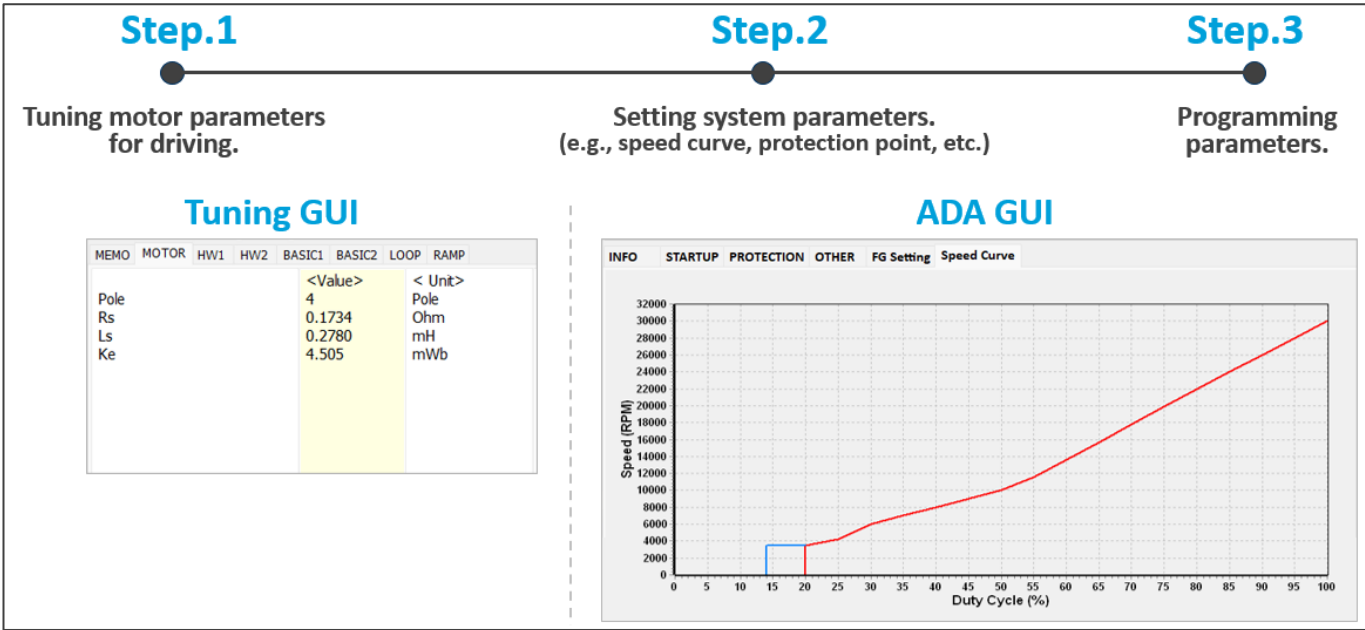 Step.1
Step.2
Step.3
Tuning motor parameters
for driving.
Setting system parameters.
(e.g., speed curve, protection point, etc.)
Programming
parameters.
Tuning GUI
MEMO MOTOR HW1 HW2 BASIC1 BASIC2 LOOP RAMP
<Value> < Unit>
Pole 4 Pole
Rs 0.1734 Ohm
Ls 0.2780 mH
Ke 4.505 mWb
ADA GUI
INFO STARTUP PROTECTION OTHER FG Setting Speed Curve
Speed (RPM)
32000
30000
28000
26000
24000
22000
20000
18000
16000
14000
12000
10000
8000
6000
4000
2000
0
0 5 10 15 20 25 30 35 40 45 50 55 60 65 70 75 80 85 90 95 100
Duty Cycle (%)